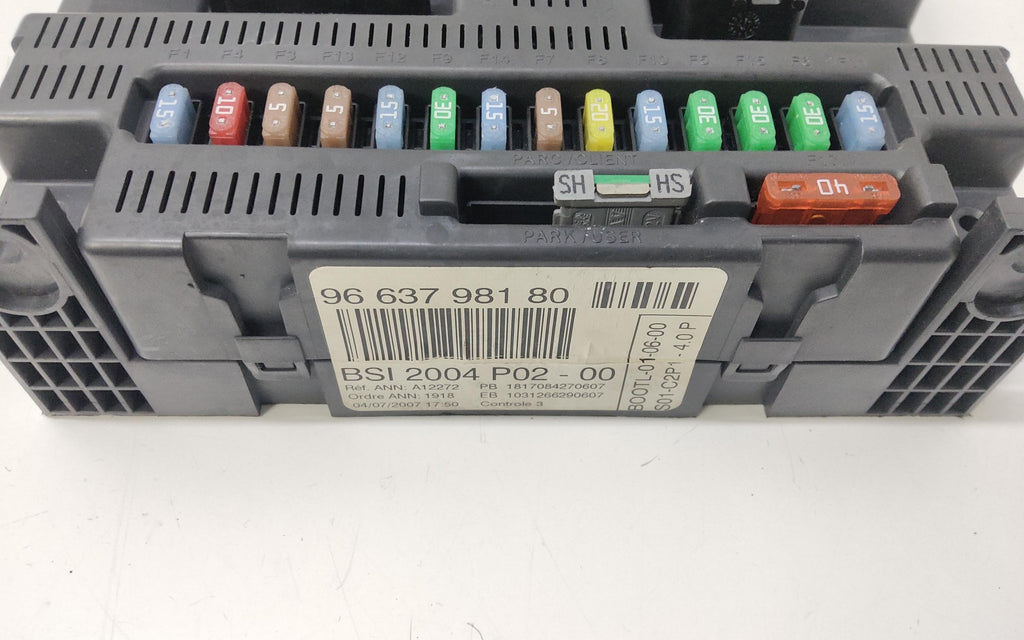 F1 F4 F3 F10 F12 F9 F14 F7 F8 F10 F5
15 10 5 5 15 30 15 5 20 15 30 30 30 15
PARC/CLIENT
SH HS
40
PARK/USER
96 637 981 80
BSI 2004 P02 - 00
Réf. ANN: A12272 PB 1817084270607
Ordre ANN: 1918 EB 1031266290607
04/07/2007 17:50 Controle 3
BOOTL-01-06-00
S01-C2P1 - 4.0 P